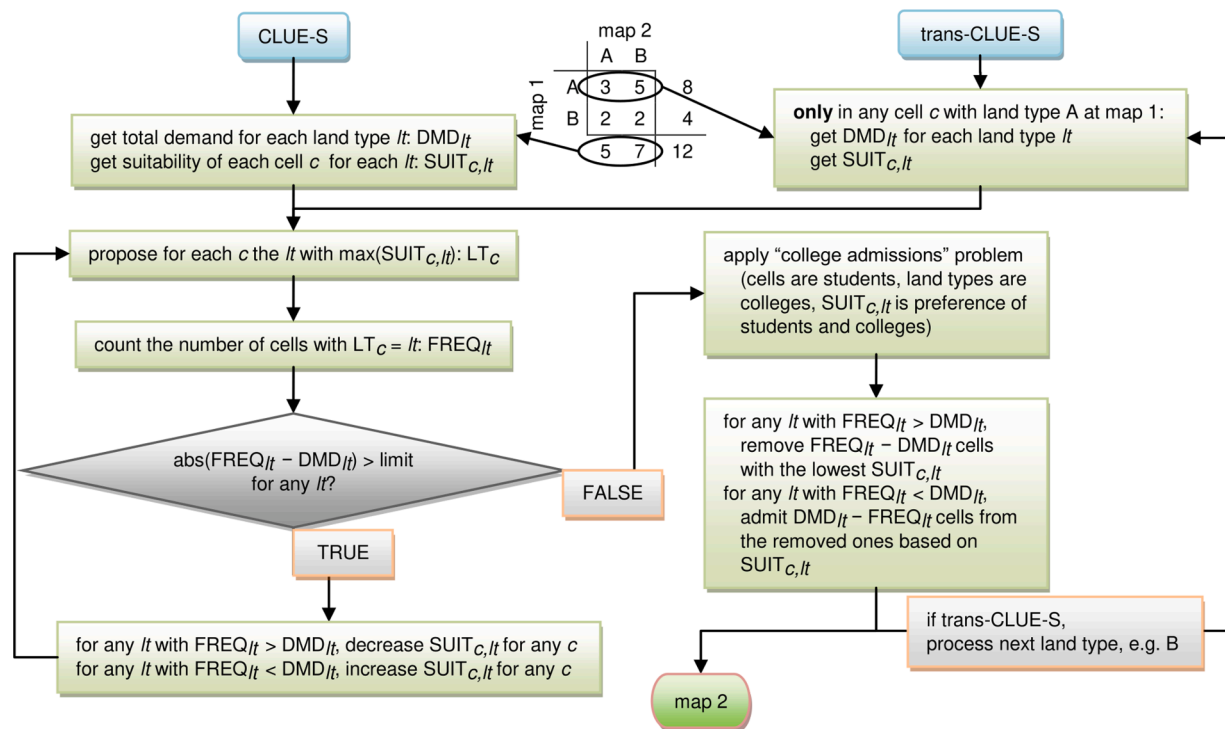 CLUE-S
map 2
trans-CLUE-S
A B
map 1
A 3 5 8
B 2 2 4
5 7 12
get total demand for each land type lt: DMDlt
get suitability of each cell c for each lt: SUITc,lt
only in any cell c with land type A at map 1:
get DMDlt for each land type lt
get SUITc,lt
propose for each c the lt with max(SUITc,lt): LTc
count the number of cells with LTc = lt: FREQlt
abs(FREQlt − DMDlt) > limit
for any lt?
FALSE
TRUE
for any lt with FREQlt > DMDlt, decrease SUITc,lt for any c
for any lt with FREQlt < DMDlt, increase SUITc,lt for any c
apply “college admissions” problem
(cells are students, land types are
colleges, SUITc,lt is preference of
students and colleges)
for any lt with FREQlt > DMDlt,
remove FREQlt − DMDlt cells
with the lowest SUITc,lt
for any lt with FREQlt < DMDlt,
admit DMDlt − FREQlt cells from
the removed ones based on
SUITc,lt
if trans-CLUE-S,
process next land type, e.g. B
map 2